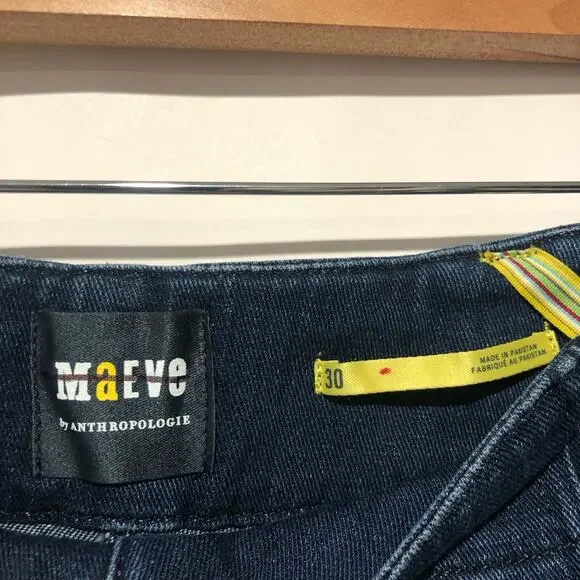 MaEVe
by ANTHROPOLOGIE
30
MADE IN PAKISTAN
FABRIQUÉ AU PAKISTAN